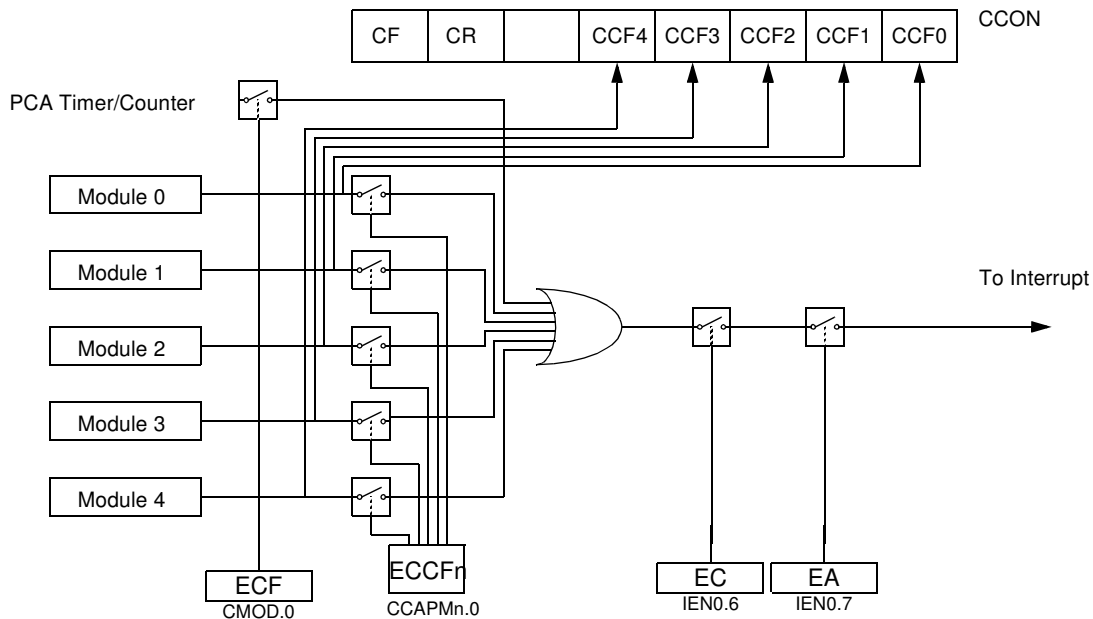 CCON
CF CR CCF4 CCF3 CCF2 CCF1 CCF0
PCA Timer/Counter
Module 0
Module 1
To Interrupt
Module 2
Module 3
Module 4
ECF
CMOD.0
ECCFn
CCAPMn.0
EC
IEN0.6
EA
IEN0.7